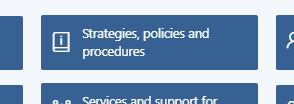 Strategies, policies and
procedures
Services and support for